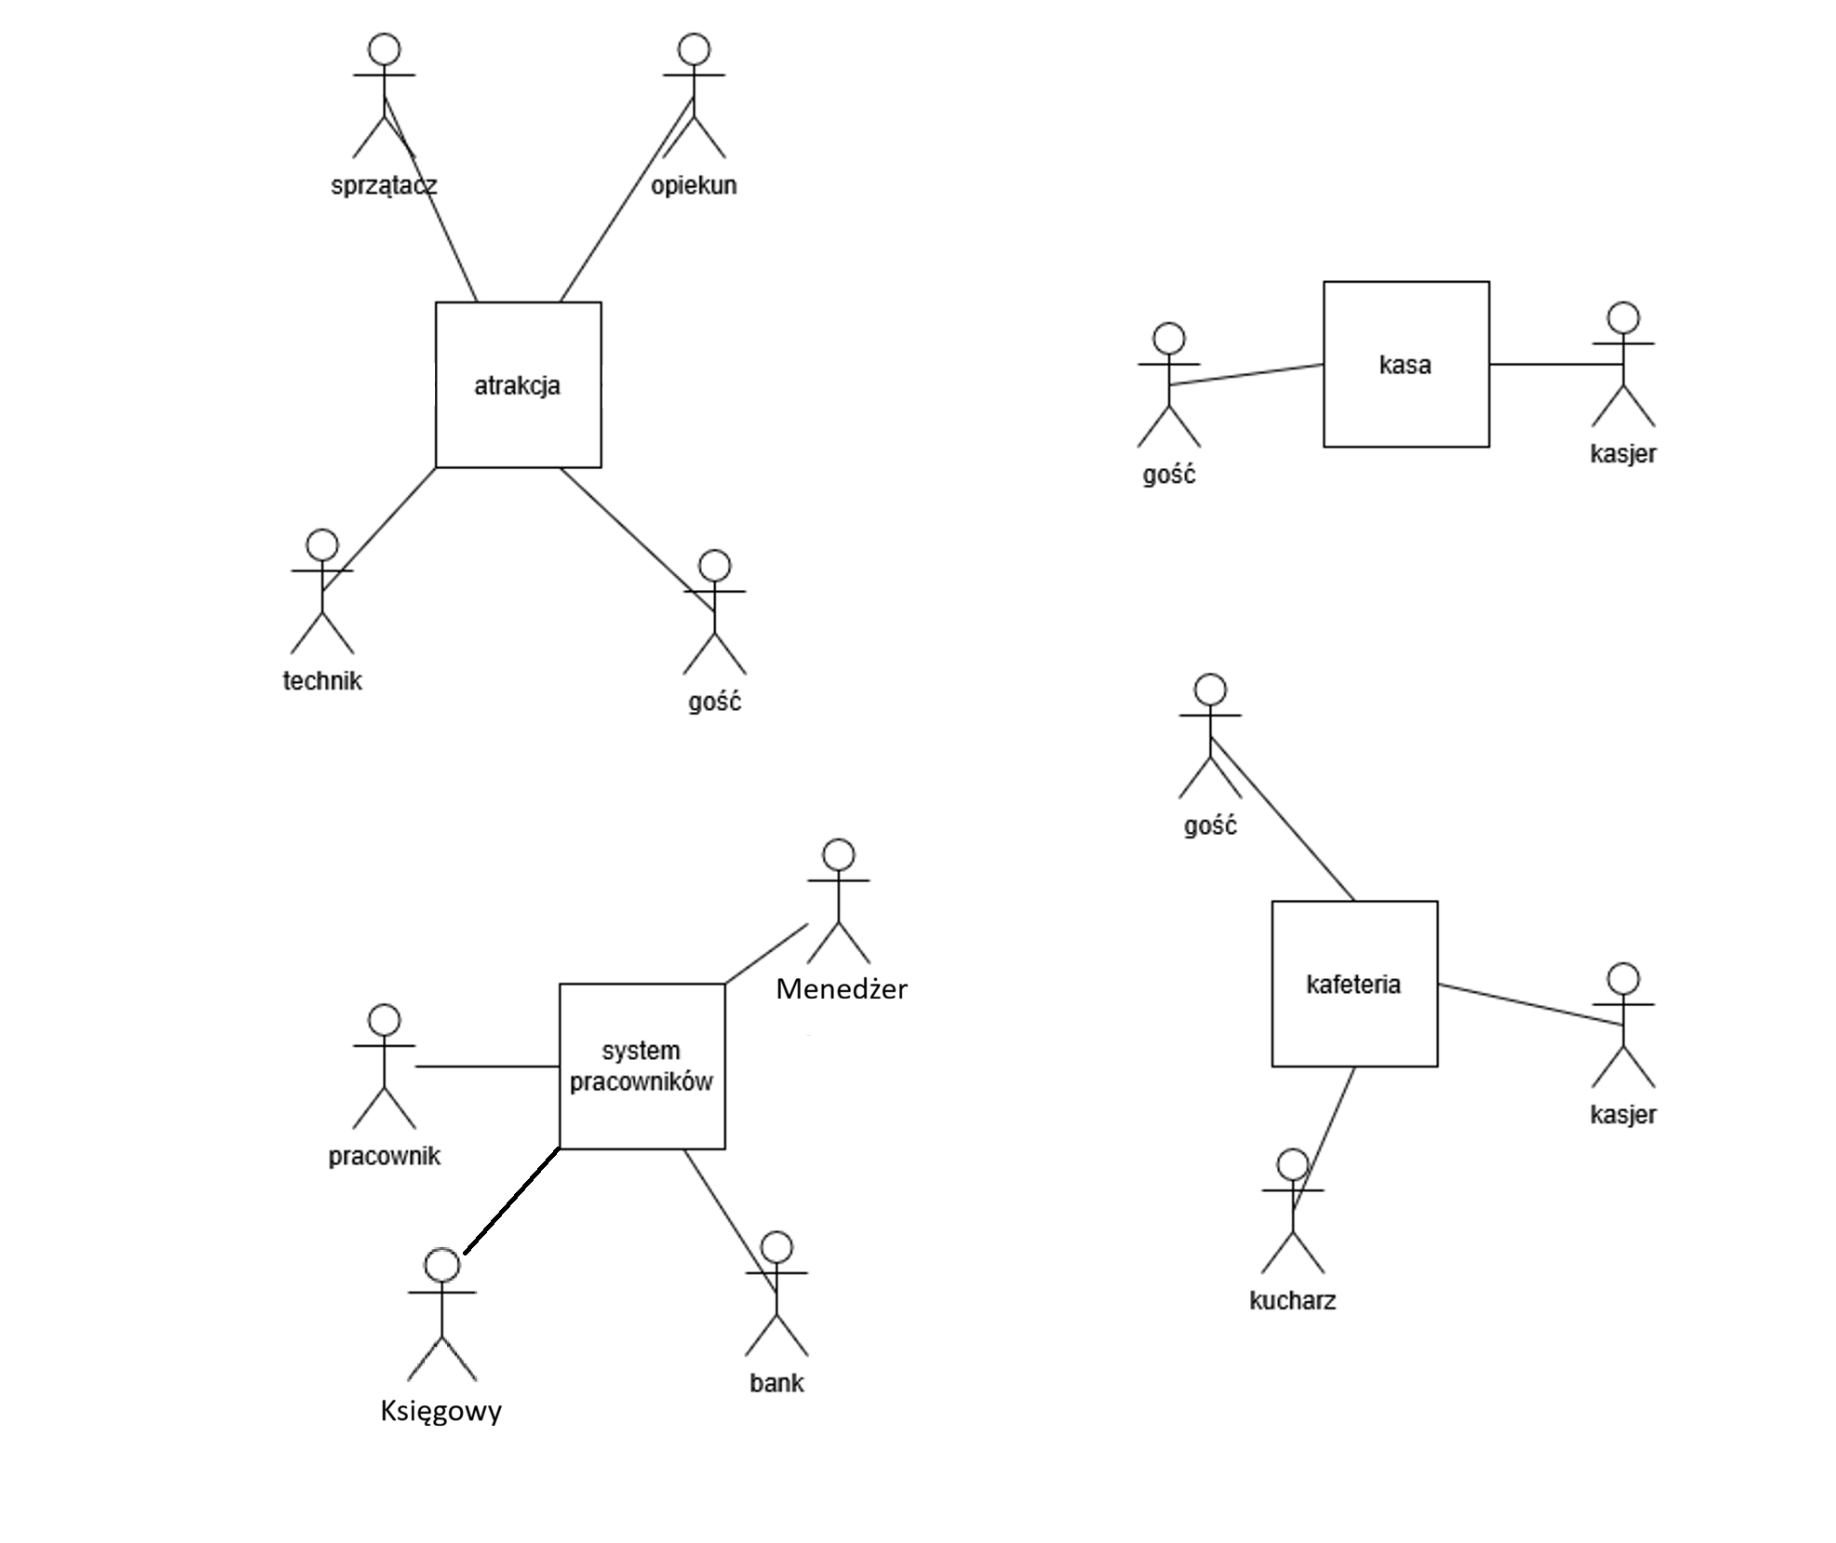 sprzątacz
opiekun
atrakcja
technik
gość
kasa
gość
kasjer
gość
kafeteria
kasjer
kucharz
Menedżer
system
pracowników
pracownik
Księgowy
bank